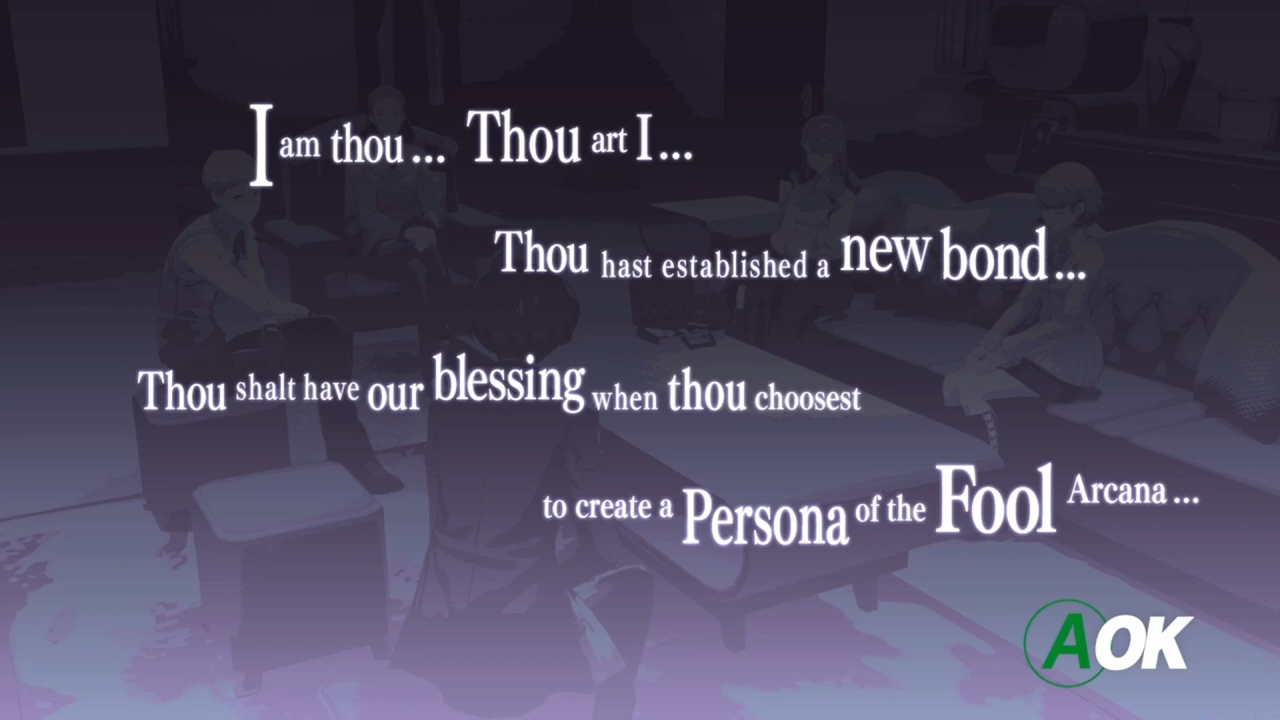 I am thou... Thou art I...
Thou hast established a new bond...
Thou shalt have our blessing when thou choosest
to create a Persona of the Fool Arcana...
A OK